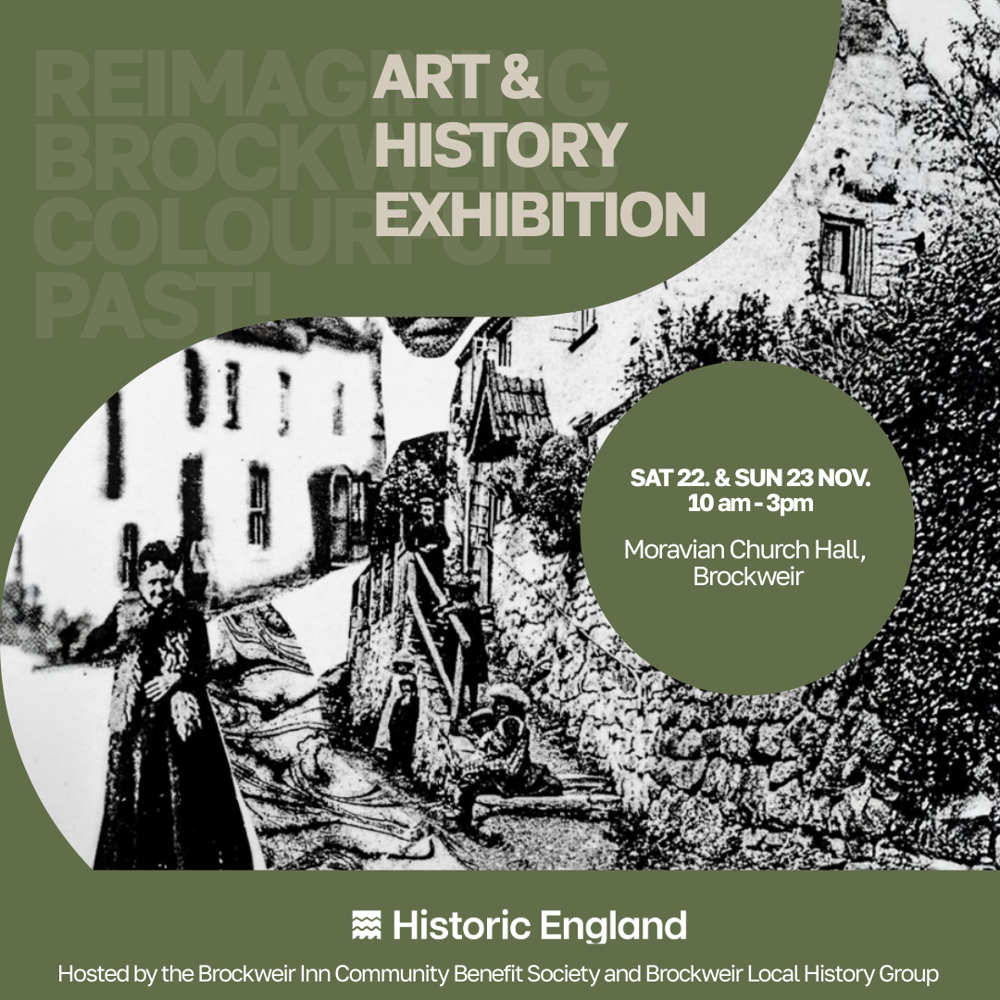 REIMAGINING
BROCKWEIRS
COLOURFUL
PAST!
ART &
HISTORY
EXHIBITION
SAT 22. & SUN 23 NOV.
10 am - 3pm
Moravian Church Hall,
Brockweir
Historic England
Hosted by the Brockweir Inn Community Benefit Society and Brockweir Local History Group